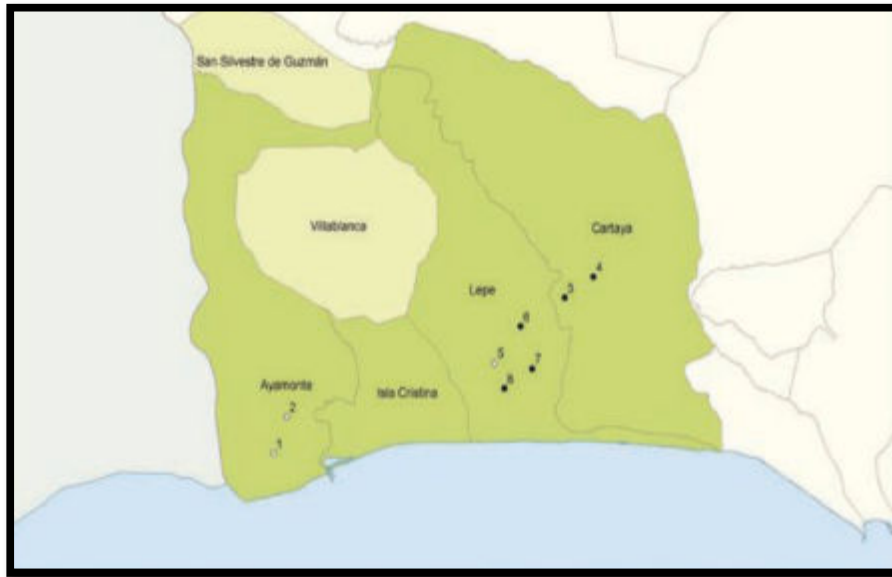 San Silvestre de Guzmán
Villablanca
Cartaya
4
Lepe
3
6
5
7
8
Ayamonte
Isla Cristina
2
1